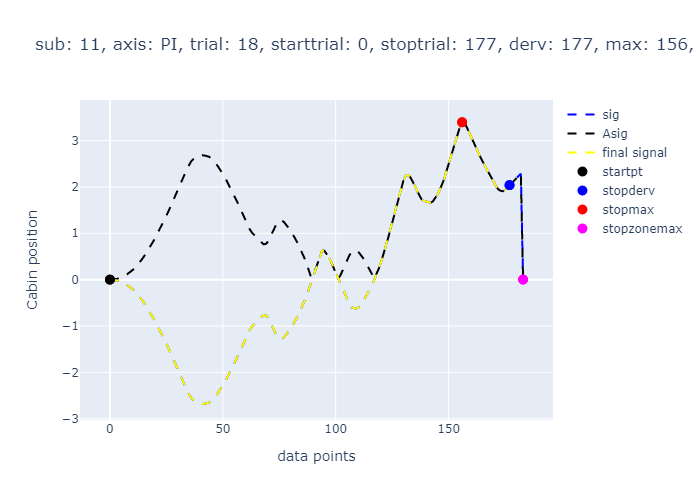 sub: 11, axis: PI, trial: 18, starttrial: 0, stoptrial: 177, derv: 177, max: 156,
sig
Asig
final signal
startpt
stopderv
stopmax
stopzonemax
Cabin position
3
2
1
0
−1
−2
−3
0
50
100
150
data points